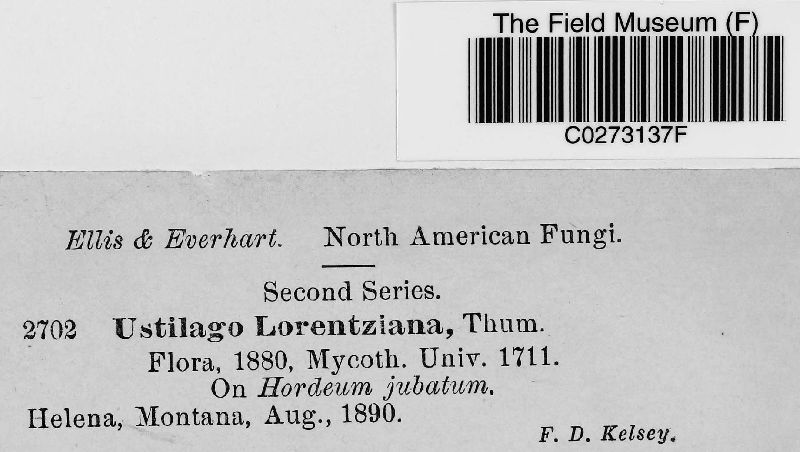 The Field Museum (F)
C0273137F
Ellis & Everhart. North American Fungi.
Second Series.
2702 Ustilago Lorentziana, Thum.
Flora, 1880, Mycoth. Univ. 1711.
On Hordeum jubatum.
Helena, Montana, Aug., 1890.
F. D. Kelsey.